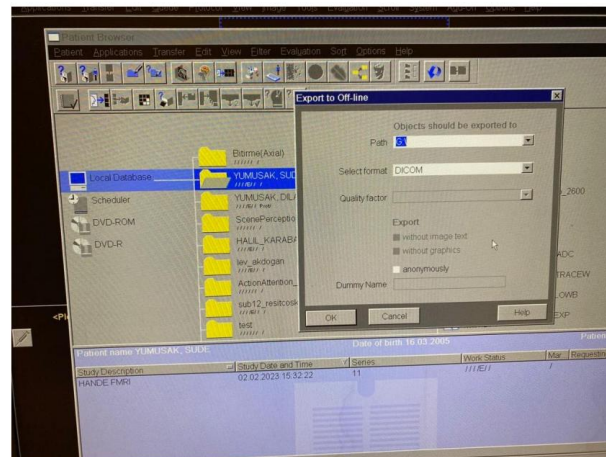 Patient Browser
Patient Applications Transfer Edit View Filter Evaluation Sort Options Help
Export to Off-line
Objects should be exported to
Path G:\
Select format DICOM
Quality factor
Export
without image text
without graphics
anonymously
Dummy Name
OK Cancel Help
Local Database
Scheduler
DVD-ROM
DVD-R
Bitirme(Axial)
YUMUSAK, SUD
YUMUSAK, DILA
ScenePerceptio
HALIL_KARABA
lev_akdogan
ActionAttention_
sub12_resitcosk
test
_2600
ADC
TRACEW
LOWB
EXP
Patient name YUMUSAK, SUDE Date of birth 16.03.2005 Patien
Study Description Study Date and Time Series Work Status Mar Requestin
HANDE FMRI 02.02.2023 15:32:22 11 / / / /E/ / /